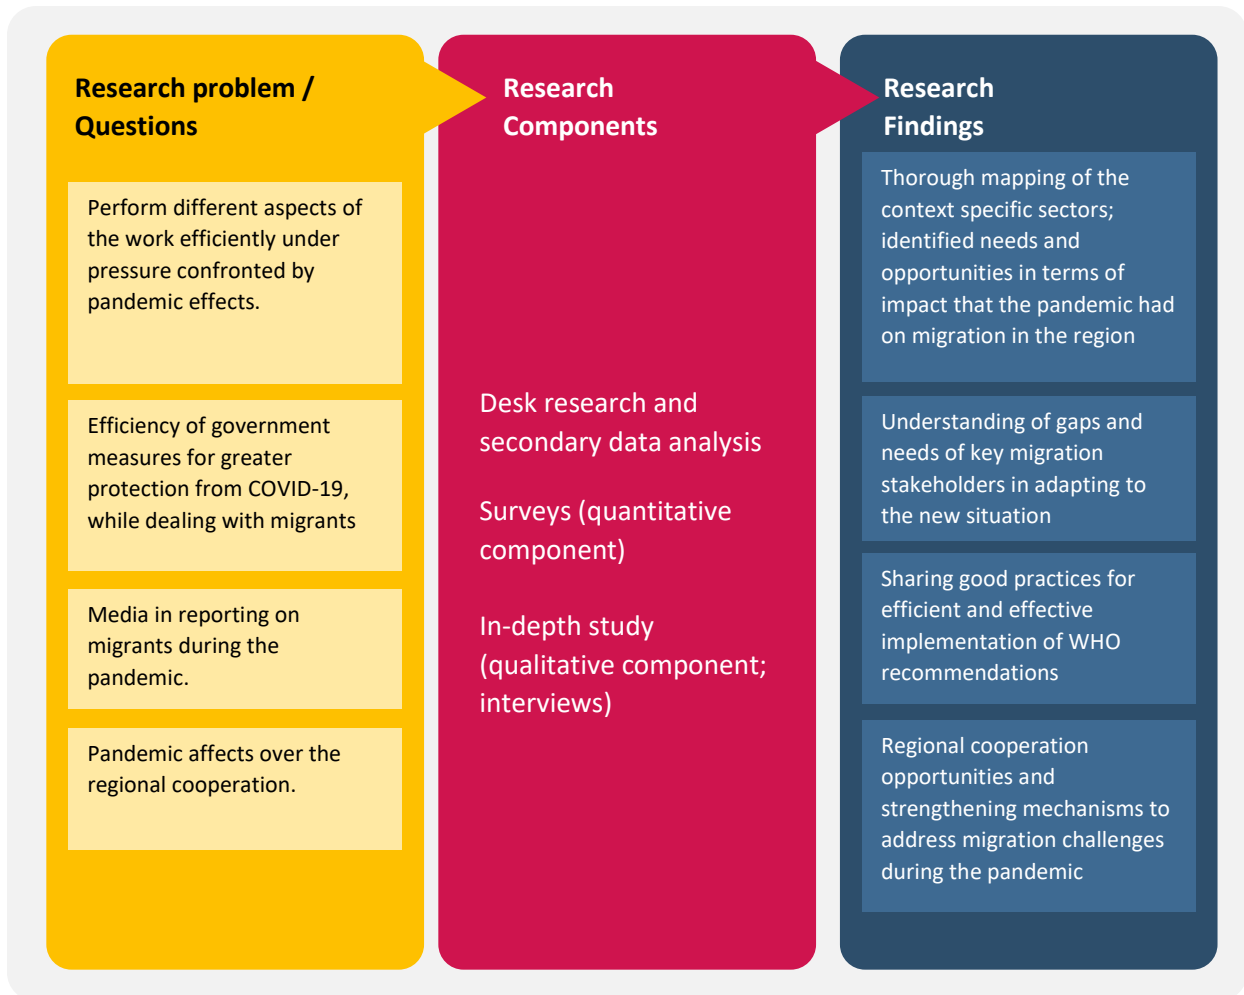 Research problem /
Questions
Perform different aspects of
the work efficiently under
pressure confronted by
pandemic effects.
Efficiency of government
measures for greater
protection from COVID-19,
while dealing with migrants
Media in reporting on
migrants during the
pandemic.
Pandemic affects over the
regional cooperation.
Research
Components
Desk research and
secondary data analysis
Surveys (quantitative
component)
In-depth study
(qualitative component;
interviews)
Research
Findings
Thorough mapping of the
context specific sectors;
identified needs and
opportunities in terms of
impact that the pandemic had
on migration in the region
Understanding of gaps and
needs of key migration
stakeholders in adapting to
the new situation
Sharing good practices for
efficient and effective
implementation of WHO
recommendations
Regional cooperation
opportunities and
strengthening mechanisms to
address migration challenges
during the pandemic